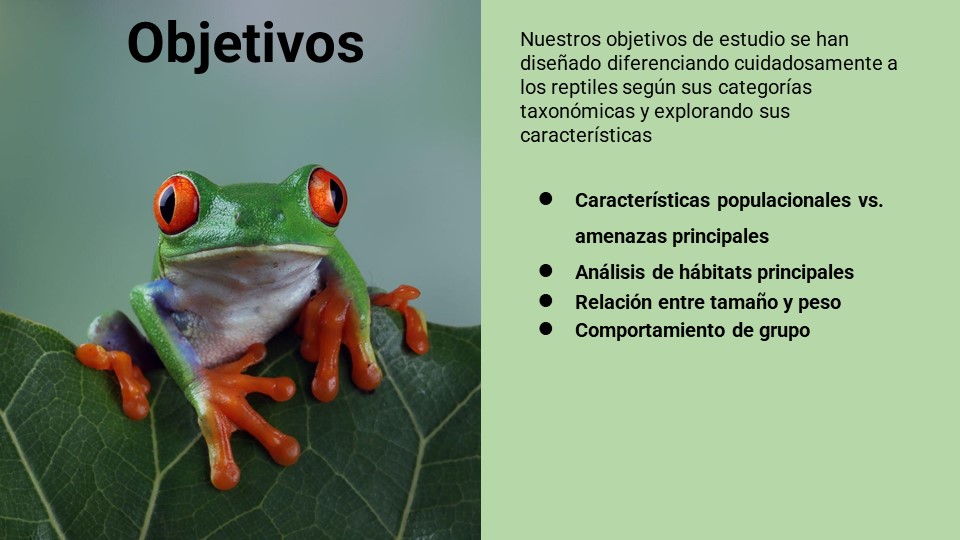 Objetivos
Nuestros objetivos de estudio se han
diseñado diferenciando cuidadosamente a
los reptiles según sus categorías
taxonómicas y explorando sus
características
● Características populacionales vs.
amenazas principales
● Análisis de hábitats principales
● Relación entre tamaño y peso
● Comportamiento de grupo